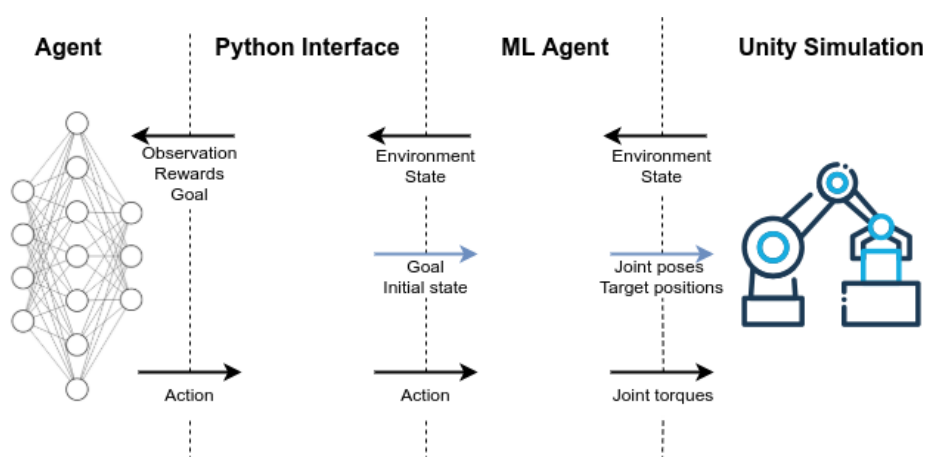 Agent
Python Interface
ML Agent
Unity Simulation
Observation
Rewards
Goal
Environment
State
Environment
State
Goal
Initial state
Joint poses
Target positions
Action
Action
Joint torques